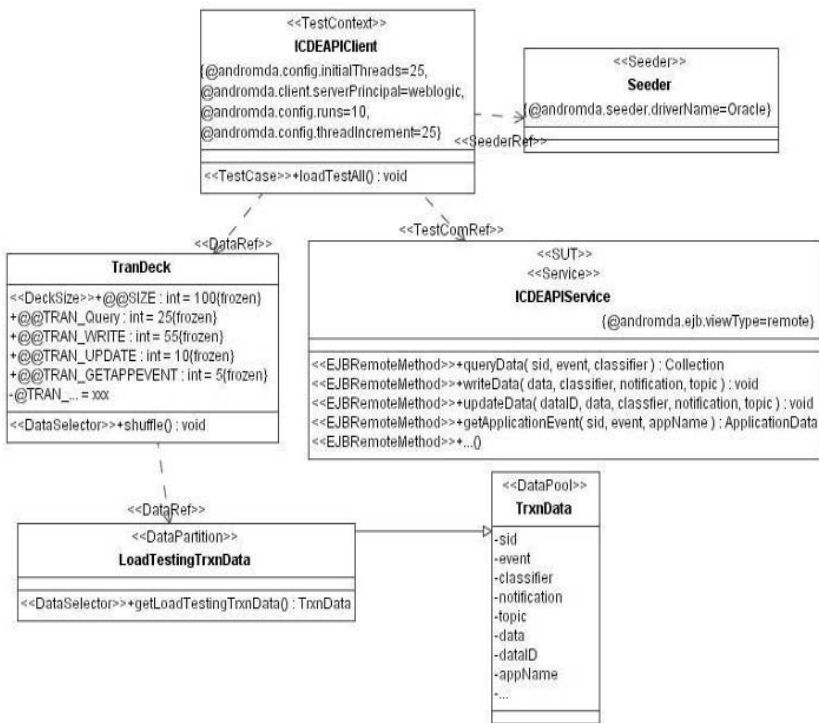 <<TestContext>>
ICDEAPIClient
{@andromda.config.initialThreads=25,
@andromda.client.serverPrincipal=weblogic,
@andromda.config.runs=10,
@andromda.config.threadIncrement=25}
<<TestCase>>+loadTestAll() : void
<<Seeder>>
Seeder
{@andromda.seeder.driverName=Oracle}
<<SeederRef>>
<<DataRef>>
<<TestComRef>>
TranDeck
<<DeckSize>>+@@SIZE : int = 100{frozen}
+@@TRAN_Query : int = 25{frozen}
+@@TRAN_WRITE : int = 55{frozen}
+@@TRAN_UPDATE : int = 10{frozen}
+@@TRAN_GETAPPEVENT : int = 5{frozen}
-@TRAN_... = xxx
<<DataSelector>>+shuffle() : void
<<SUT>>
<<Service>>
ICDEAPIService
{@andromda.ejb.viewType=remote}
<<EJBRemoteMethod>>+queryData( sid, event, classifier ) : Collection
<<EJBRemoteMethod>>+writeData( data, classifier, notification, topic ) : void
<<EJBRemoteMethod>>+updateData( dataID, data, classfier, notification, topic ) : void
<<EJBRemoteMethod>>+getApplicationEvent( sid, event, appName ) : ApplicationData
<<EJBRemoteMethod>>+...()
<<DataRef>>
<<DataPartition>>
LoadTestingTrxnData
<<DataSelector>>+getLoadTestingTrxnData() : TrxnData
<<DataPool>>
TrxnData
-sid
-event
-classifier
-notification
-topic
-data
-dataID
-appName
-...